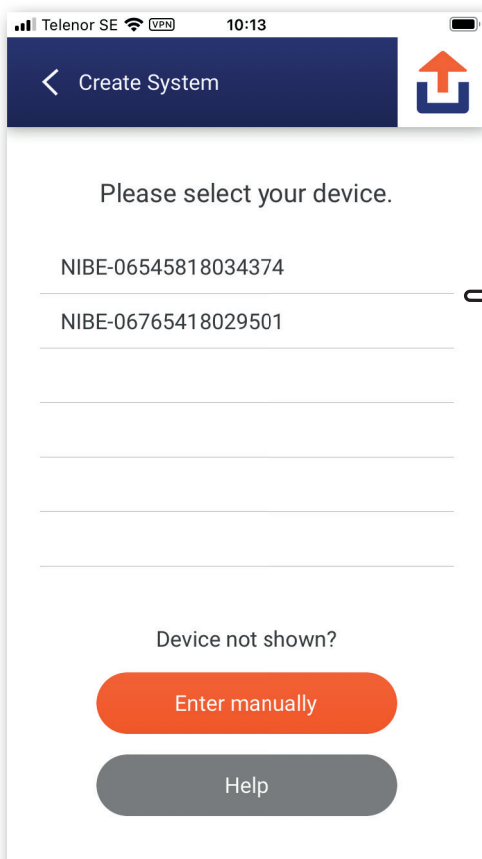 Telenor SE VPN 10:13
Create System
Please select your device.
NIBE-06545818034374
NIBE-06765418029501
Device not shown?
Enter manually
Help